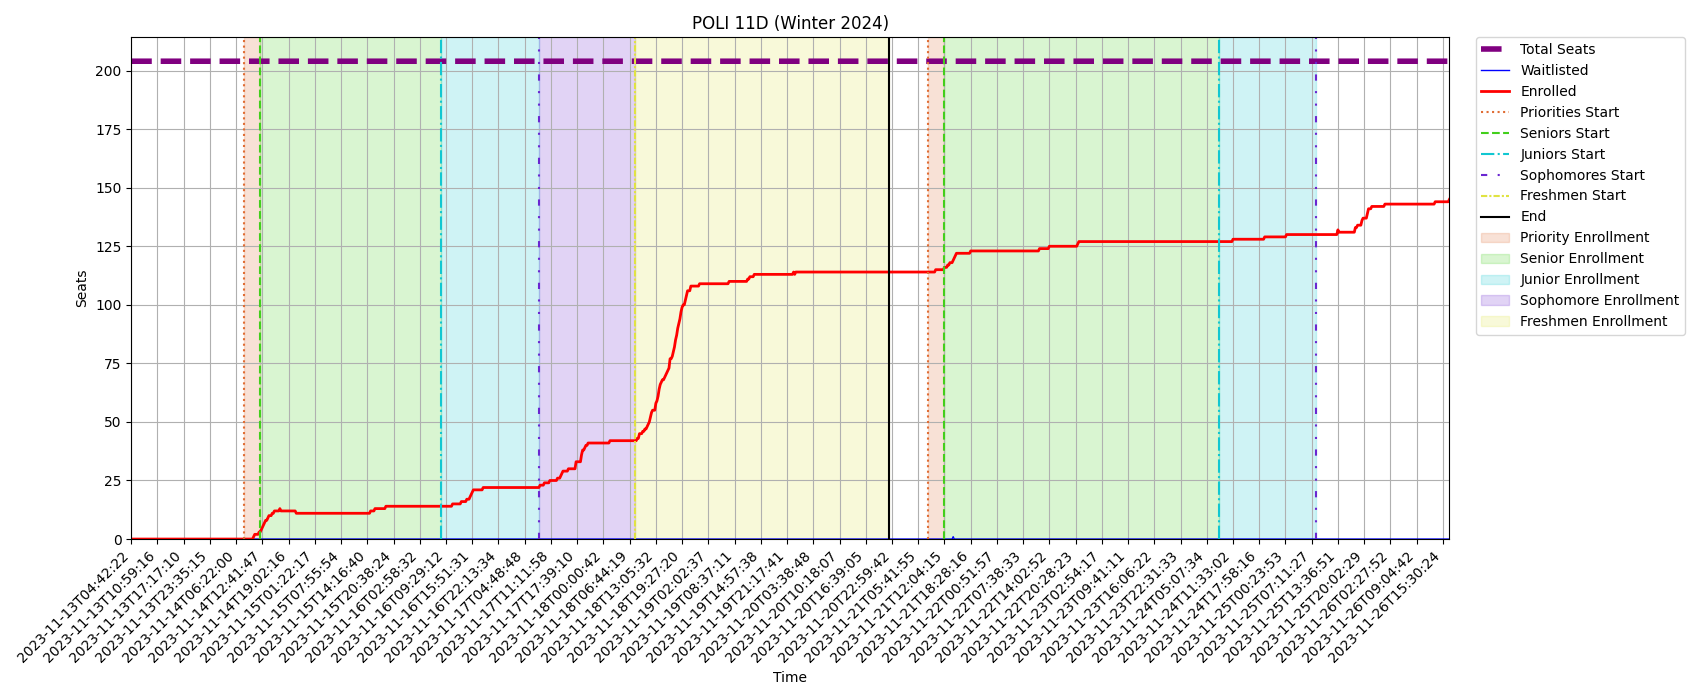 POLI 11D (Winter 2024)
Seats
200
175
150
125
100
75
50
25
0
2023-11-13T04:42:22
2023-11-13T10:59:16
2023-11-13T17:17:10
2023-11-13T23:35:15
2023-11-14T06:22:00
2023-11-14T12:41:47
2023-11-14T19:02:16
2023-11-15T01:22:17
2023-11-15T07:55:54
2023-11-15T14:16:40
2023-11-15T20:38:24
2023-11-16T02:58:32
2023-11-16T09:29:12
2023-11-16T15:51:31
2023-11-16T22:13:34
2023-11-17T04:48:48
2023-11-17T11:11:58
2023-11-17T17:39:10
2023-11-18T00:00:42
2023-11-18T06:44:19
2023-11-18T13:05:32
2023-11-18T19:27:20
2023-11-19T02:02:37
2023-11-19T08:37:11
2023-11-19T14:57:38
2023-11-19T21:17:41
2023-11-20T03:38:48
2023-11-20T10:18:07
2023-11-20T16:39:05
2023-11-20T22:59:42
2023-11-21T05:41:55
2023-11-21T12:04:15
2023-11-21T18:28:16
2023-11-22T00:51:57
2023-11-22T07:38:33
2023-11-22T14:02:52
2023-11-22T20:28:23
2023-11-23T02:54:17
2023-11-23T09:41:11
2023-11-23T16:06:22
2023-11-23T22:31:33
2023-11-24T05:07:34
2023-11-24T11:33:02
2023-11-24T17:58:16
2023-11-25T00:23:53
2023-11-25T07:11:27
2023-11-25T13:36:51
2023-11-25T20:02:29
2023-11-26T02:27:52
2023-11-26T09:04:42
2023-11-26T15:30:24
Time
Total Seats
Waitlisted
Enrolled
Priorities Start
Seniors Start
Juniors Start
Sophomores Start
Freshmen Start
End
Priority Enrollment
Senior Enrollment
Junior Enrollment
Sophomore Enrollment
Freshmen Enrollment